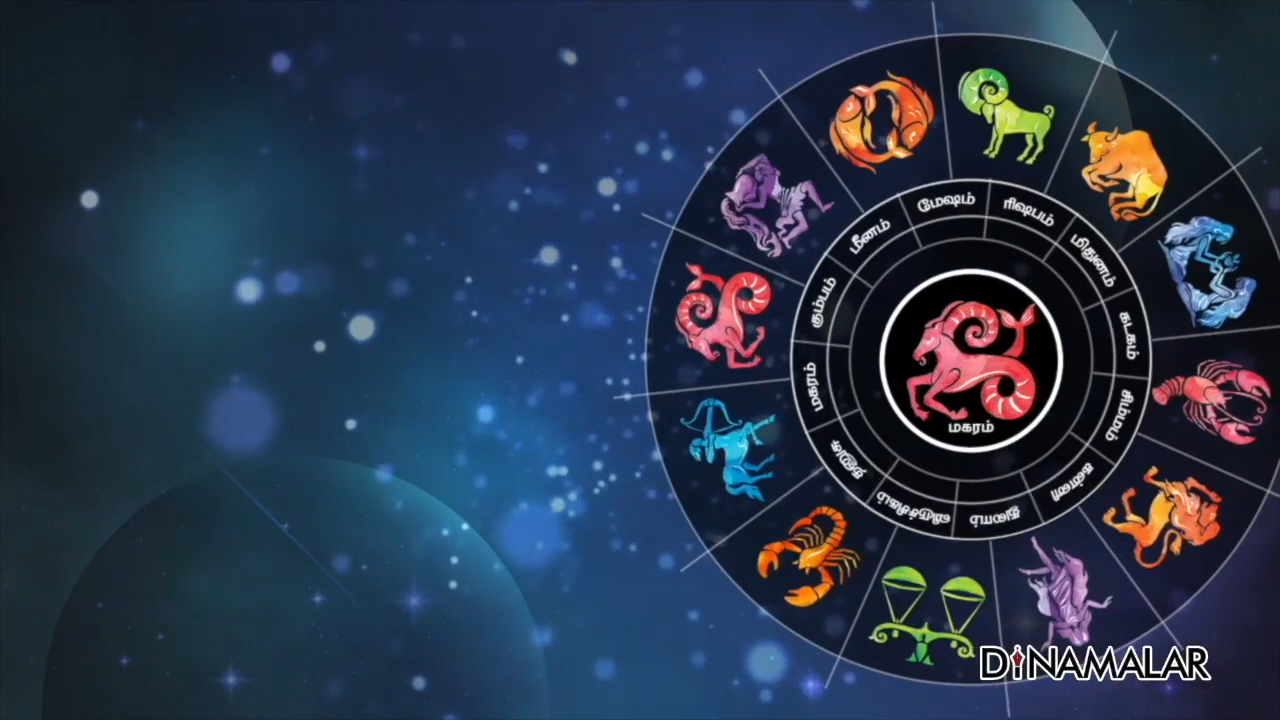 மேஷம்
ரிஷபம்
மிதுனம்
கடகம்
சிம்மம்
கன்னி
துலாம்
விருச்சிகம்
தனுசு
மகரம்
கும்பம்
மீனம்
மகரம்
DINAMALAR